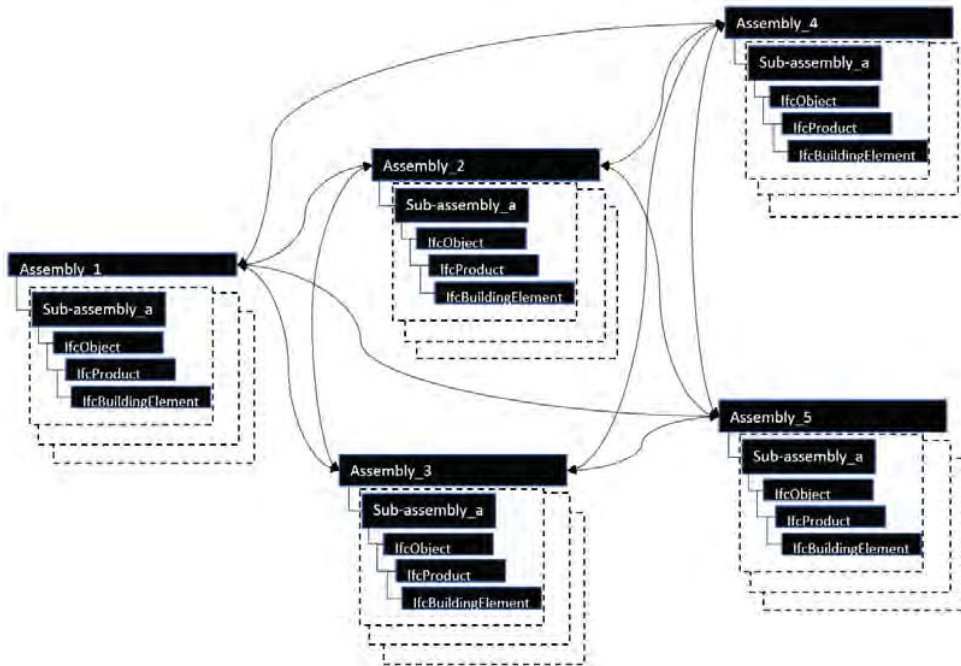 Assembly_4
Sub-assembly_a
IfcObject
IfcProduct
IfcBuildingElement
Assembly_2
Sub-assembly_a
IfcObject
IfcProduct
IfcBuildingElement
Assembly_1
Sub-assembly_a
IfcObject
IfcProduct
IfcBuildingElement
Assembly_5
Sub-assembly_a
IfcObject
IfcProduct
IfcBuildingElement
Assembly_3
Sub-assembly_a
IfcObject
IfcProduct
IfcBuildingElement